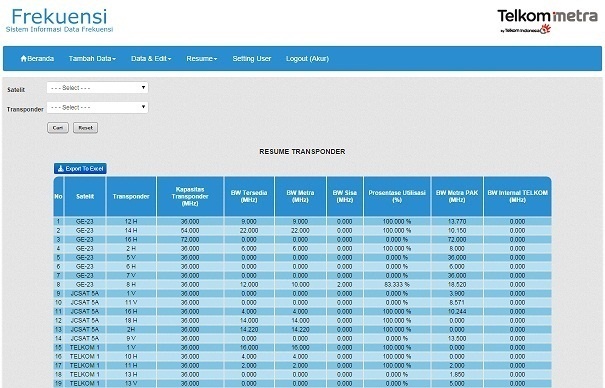 Frekuensi
Sistem Informasi Data Frekuensi
Telkommetra
by Telkom Indonesia
Beranda Tambah Data Data & Edit Resume Setting User Logout (Akur)
Satelit - - - Select - - -
Transponder - - - Select - - -
Cari Reset
RESUME TRANSPONDER
Export To Excel
No Satelit Transponder Kapasitas Transponder (MHz) BW Tersedia (MHz) BW Metra (MHz) BW Sisa (MHz) Prosentase Utilisasi (%) BW Metra PAK (MHz) BW Internal TELKOM (MHz)
1 GE-23 12 H 36.000 9.000 9.000 0.000 100.000 % 13.770 0.000
2 GE-23 14 H 54.000 22.000 22.000 0.000 100.000 % 10.150 0.000
3 GE-23 16 H 72.000 0.000 0.000 0.000 0.000 % 72.000 0.000
4 GE-23 2 H 36.000 6.000 6.000 0.000 100.000 % 8.000 0.000
5 GE-23 5 V 36.000 0.000 0.000 0.000 0.000 % 36.000 0.000
6 GE-23 6 H 36.000 0.000 0.000 0.000 0.000 % 6.000 0.000
7 GE-23 7 V 36.000 0.000 0.000 0.000 0.000 % 36.000 0.000
8 GE-23 8 H 36.000 12.000 10.000 2.000 83.333 % 18.520 0.000
9 JCSAT 5A 1 V 36.000 0.000 0.000 0.000 0.000 % 3.900 0.000
10 JCSAT 5A 11 V 36.000 0.000 0.000 0.000 0.000 % 8.571 0.000
11 JCSAT 5A 16 H 36.000 4.000 4.000 0.000 100.000 % 10.244 0.000
12 JCSAT 5A 18 H 36.000 14.000 14.000 0.000 100.000 % 0.000 0.000
13 JCSAT 5A 2H 36.000 14.220 14.220 0.000 100.000 % 0.000 0.000
14 JCSAT 5A 9 V 36.000 0.000 0.000 0.000 0.000 % 13.500 0.000
15 TELKOM 1 1 V 36.000 16.000 16.000 0.000 100.000 % 0.000 0.000
16 TELKOM 1 10 H 36.000 4.000 4.000 0.000 100.000 % 0.000 0.000
17 TELKOM 1 11 H 36.000 2.000 2.000 0.000 100.000 % 2.000 0.000
18 TELKOM 1 13 H 36.000 0.000 0.000 0.000 0.000 % 1.850 0.000
19 TELKOM 1 13 V 36.000 0.000 0.000 0.000 0.000 % 5.000 0.000